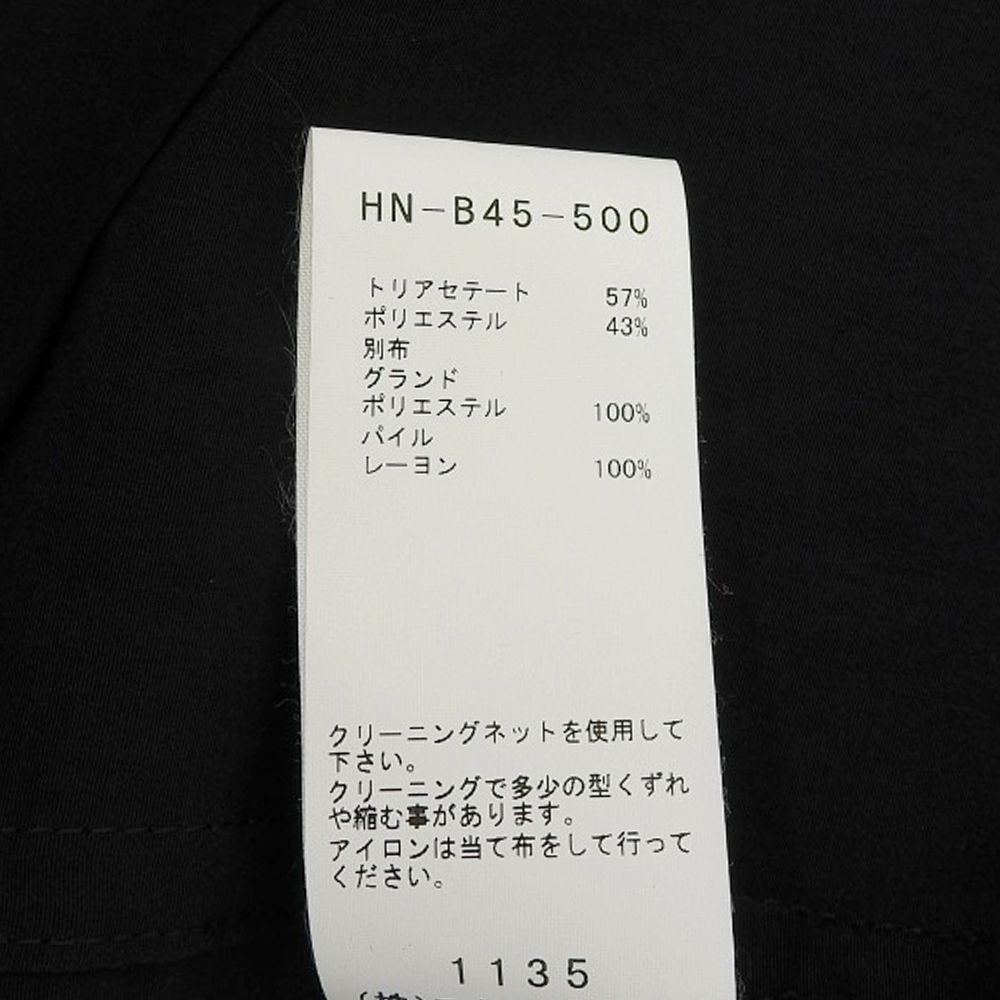 HN-B45-500
トリアセテート 57%
ポリエステル 43%
別布
グランド
ポリエステル 100%
パイル
レーヨン 100%
クリーニングネットを使用して
下さい。
クリーニングで多少の型くずれ
や縮む事があります。
アイロンは当て布をして行って
ください。
1135